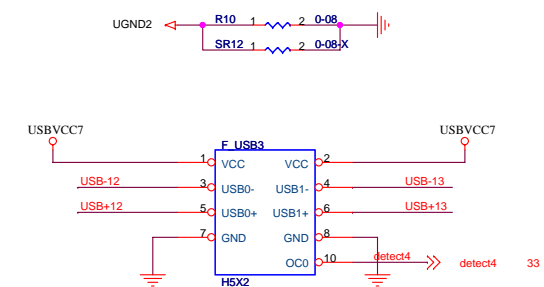 R10 1 2 0-08
UGND2
SR12 1 2 0-08-X
USBVCC7 USBVCC7
F_USB3
1 VCC VCC 2
USB-12 3 USB0- USB1- 4 USB-13
USB+12 5 USB0+ USB1+ 6 USB+13
7 GND GND 8
OC0 10 detect4 detect4 33
H5X2